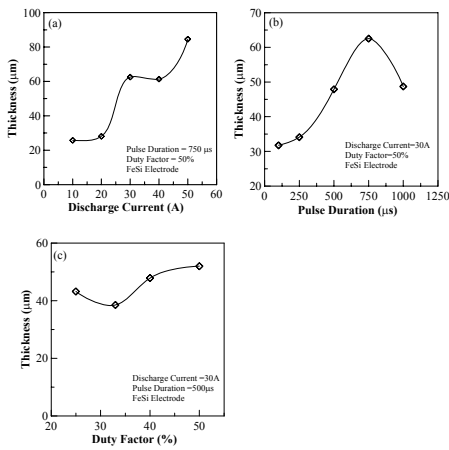 (a)
100
80
60
40
20
0
Thickness (μm)
Pulse Duration = 750 μs
Duty Factor = 50%
FeSi Electrode
0 10 20 30 40 50 60
Discharge Current (A)
(b)
70
60
50
40
30
20
Thickness (μm)
Discharge Current=30A
Duty Factor=50%
FeSi Electrode
0 250 500 750 1000 1250
Pulse Duration (μs)
(c)
60
40
20
0
Thickness (μm)
Discharge Current =30A
Pulse Duration =500μs
FeSi Electrode
20 30 40 50
Duty Factor (%)